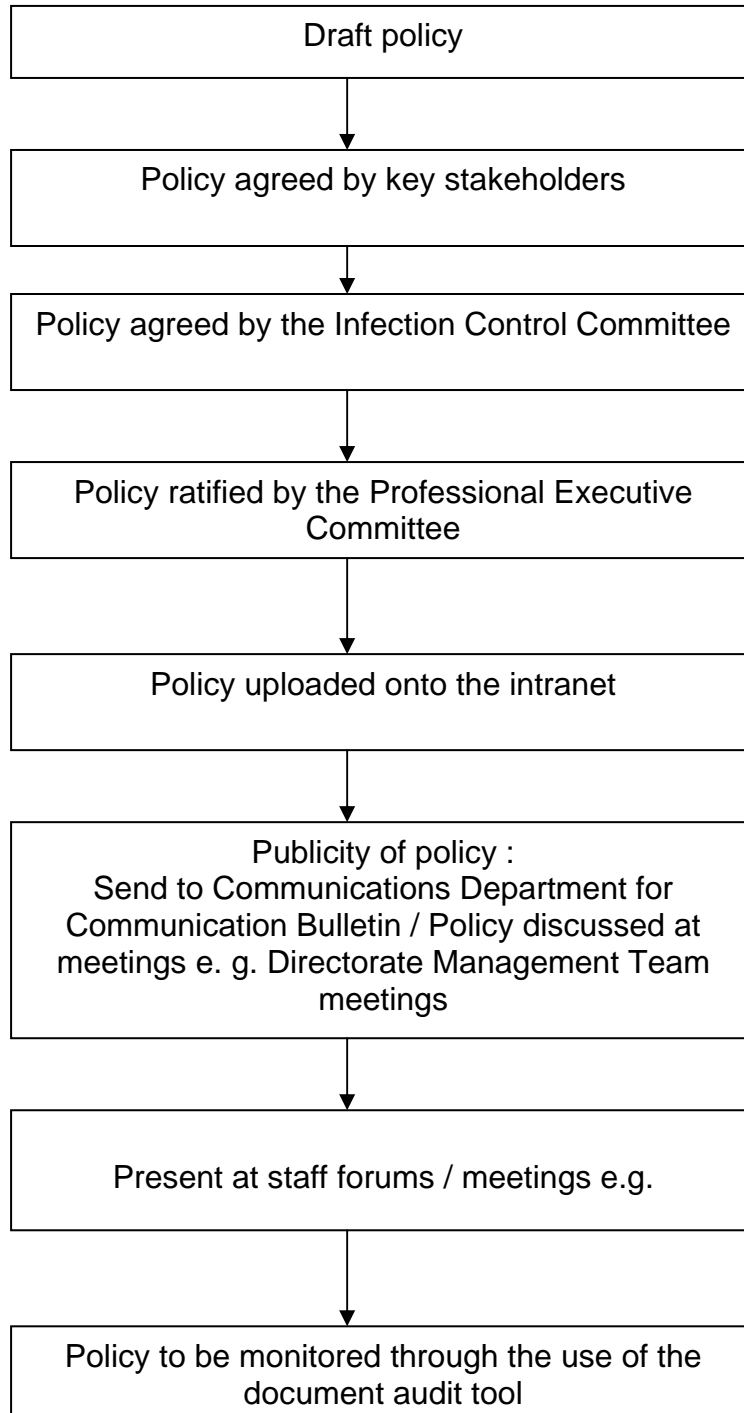 Draft policy
Policy agreed by key stakeholders
Policy agreed by the Infection Control Committee
Policy ratified by the Professional Executive
Committee
Policy uploaded onto the intranet
Publicity of policy :
Send to Communications Department for
Communication Bulletin / Policy discussed at
meetings e. g. Directorate Management Team
meetings
Present at staff forums / meetings e.g.
Policy to be monitored through the use of the
document audit tool